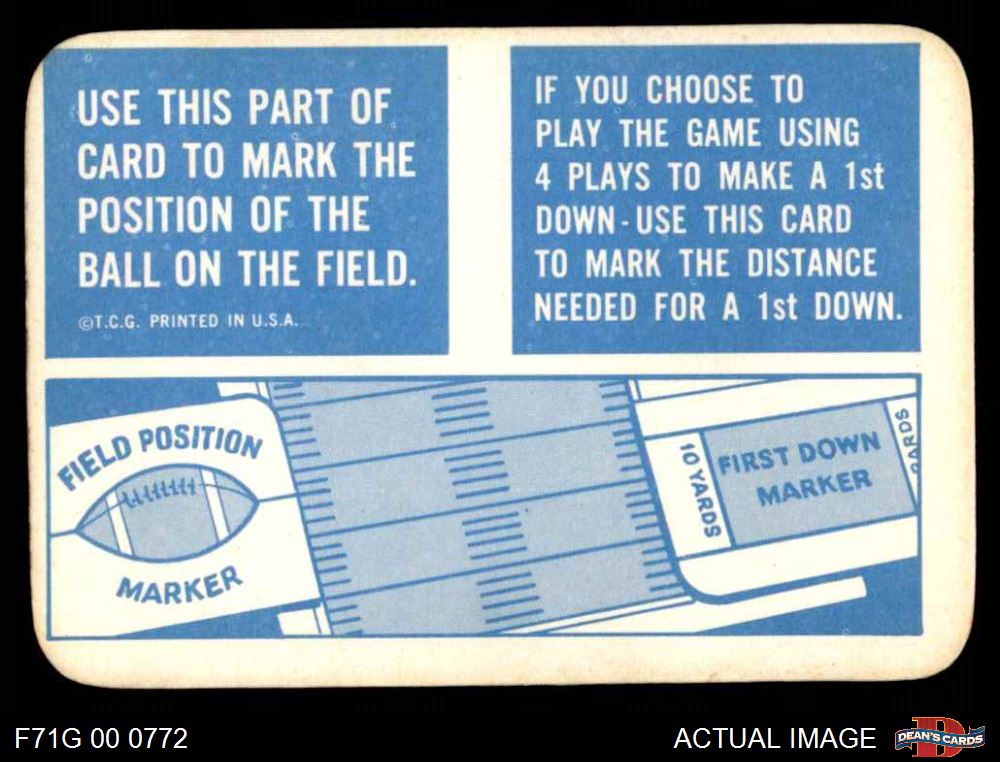 USE THIS PART OF
CARD TO MARK THE
POSITION OF THE
BALL ON THE FIELD.
©T.C.G. PRINTED IN U.S.A.
IF YOU CHOOSE TO
PLAY THE GAME USING
4 PLAYS TO MAKE A 1st
DOWN-USE THIS CARD
TO MARK THE DISTANCE
NEEDED FOR A 1st DOWN.
FIELD POSITION
MARKER
10 YARDS
FIRST DOWN
MARKER
YARDS
F71G 00 0772
ACTUAL IMAGE
DEAN'S CARDS